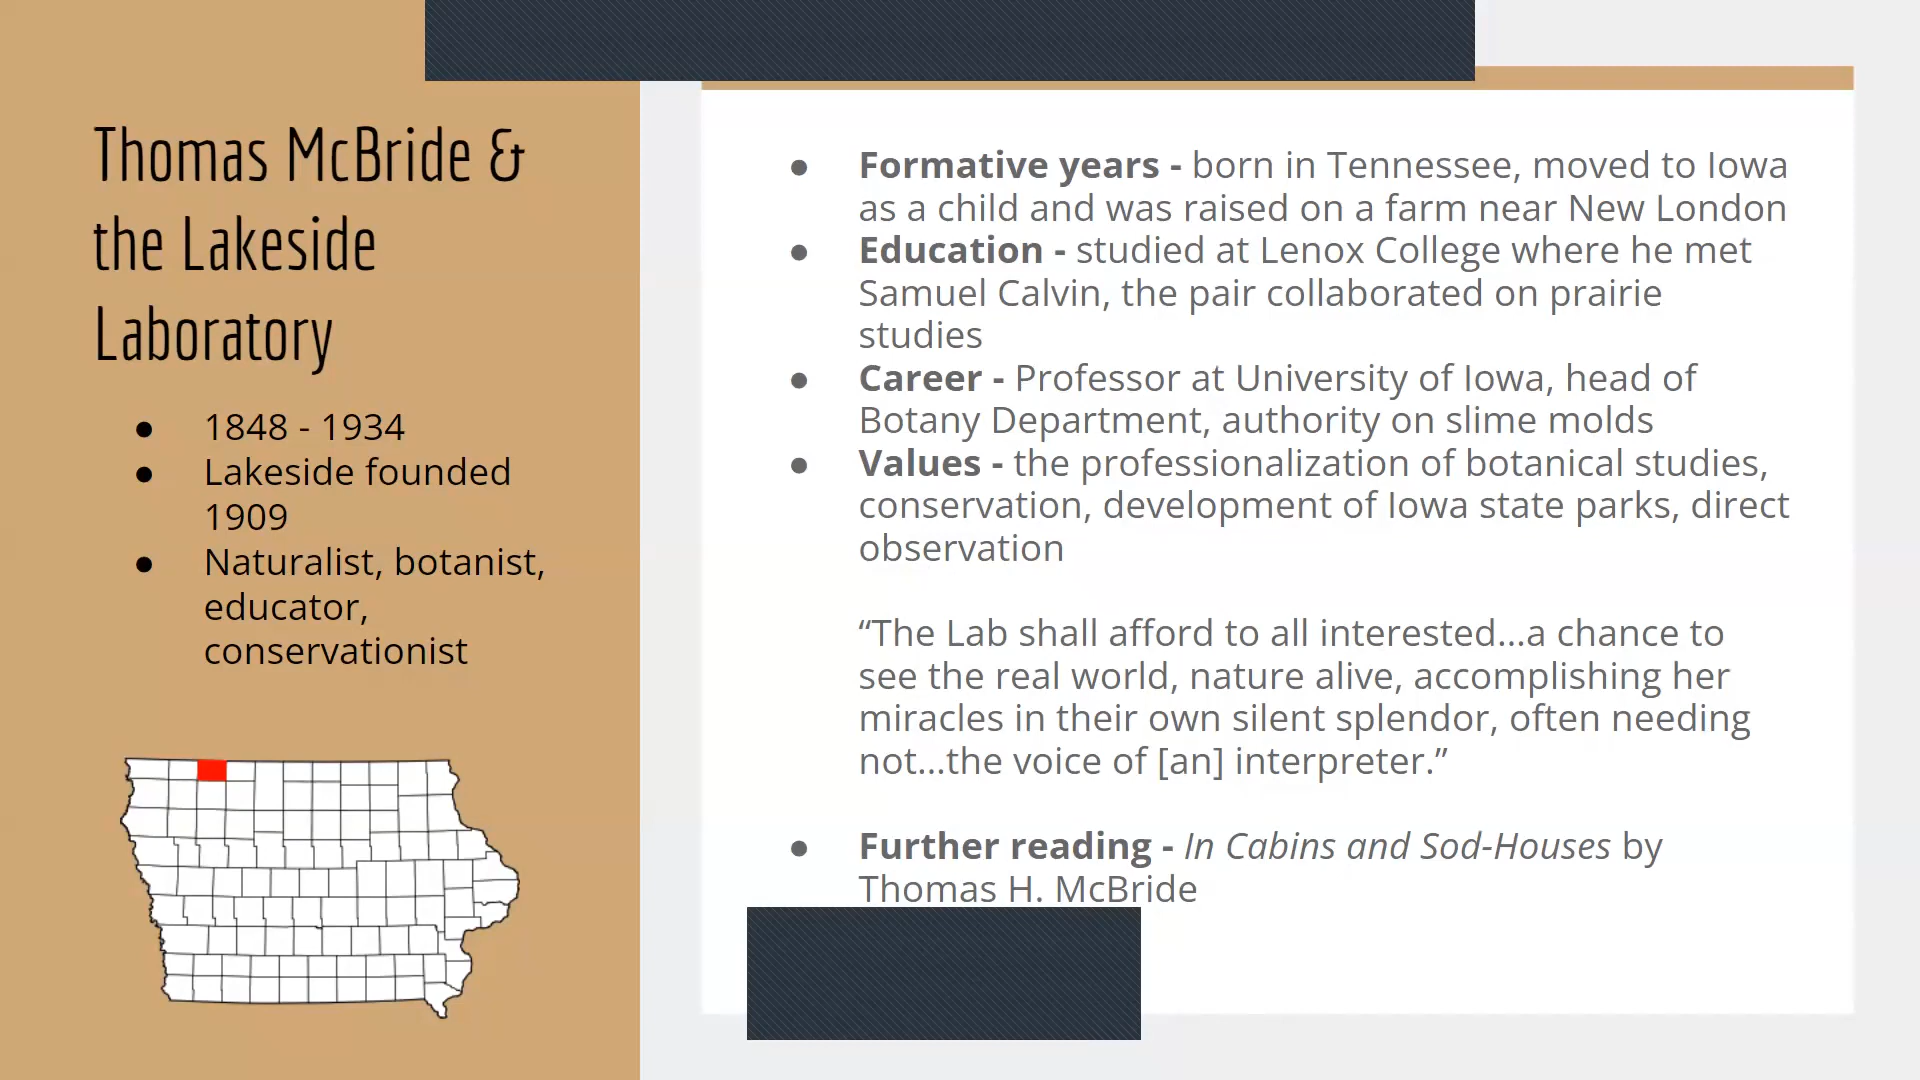 Thomas McBride &
the Lakeside
Laboratory
● 1848 - 1934
● Lakeside founded
1909
● Naturalist, botanist,
educator,
conservationist
● Formative years - born in Tennessee, moved to Iowa
as a child and was raised on a farm near New London
● Education - studied at Lenox College where he met
Samuel Calvin, the pair collaborated on prairie
studies
● Career - Professor at University of Iowa, head of
Botany Department, authority on slime molds
● Values - the professionalization of botanical studies,
conservation, development of Iowa state parks, direct
observation
“The Lab shall afford to all interested...a chance to
see the real world, nature alive, accomplishing her
miracles in their own silent splendor, often needing
not...the voice of [an] interpreter.”
● Further reading - In Cabins and Sod-Houses by
Thomas H. McBride